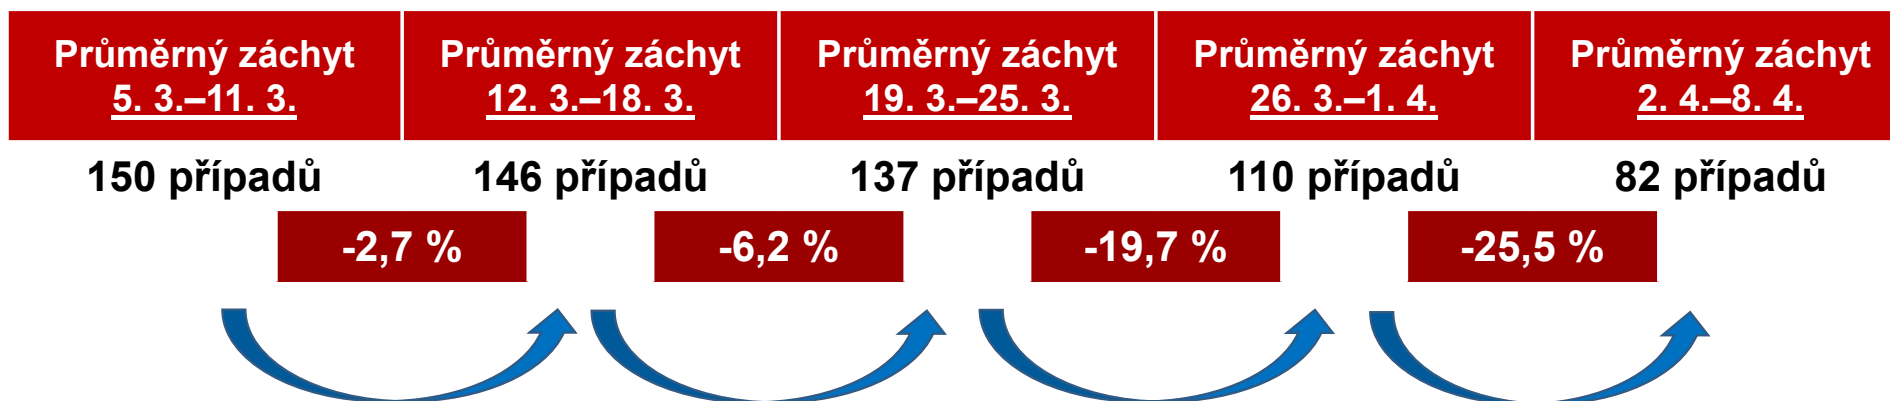 Průměrný záchyt
5. 3.–11. 3.
Průměrný záchyt
12. 3.–18. 3.
Průměrný záchyt
19. 3.–25. 3.
Průměrný záchyt
26. 3.–1. 4.
Průměrný záchyt
2. 4.–8. 4.
150 případů
146 případů
137 případů
110 případů
82 případů
-2,7 %
-6,2 %
-19,7 %
-25,5 %